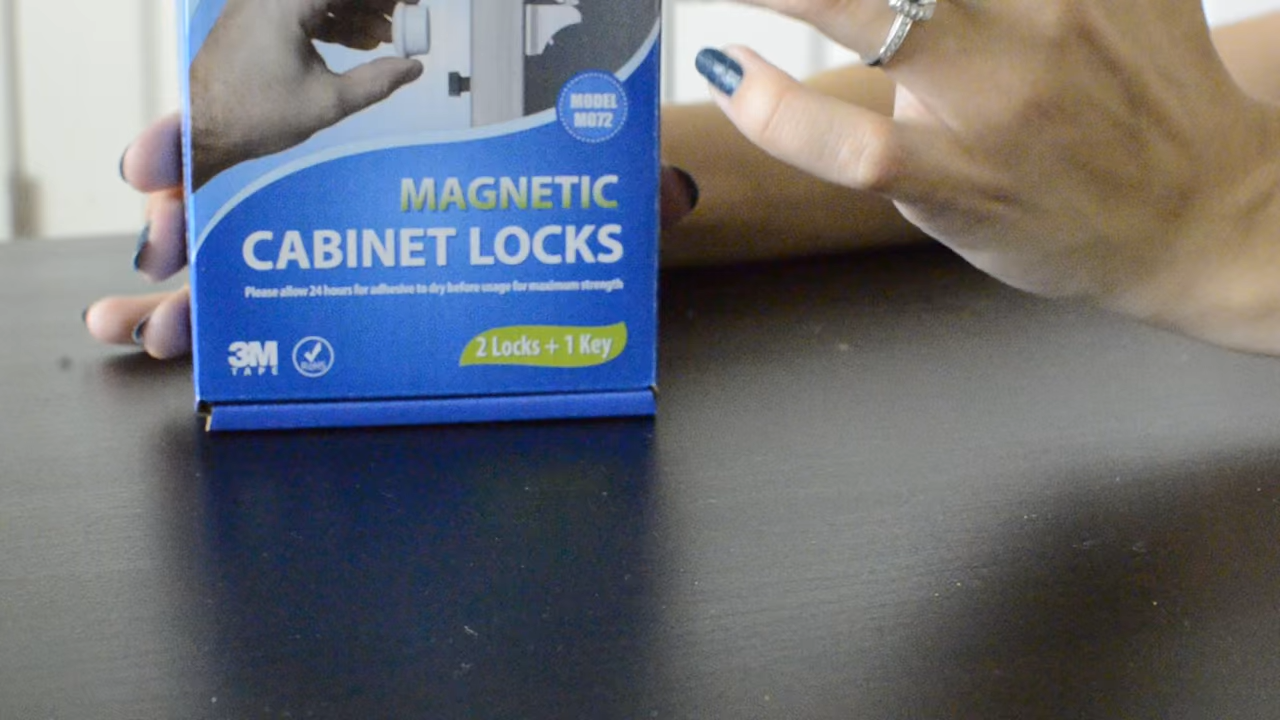 MODEL
M072
MAGNETIC
CABINET LOCKS
Please allow 24 hours for adhesive to dry before usage for maximum strength
3M
TAPE
RoHS
2 Locks + 1 Key